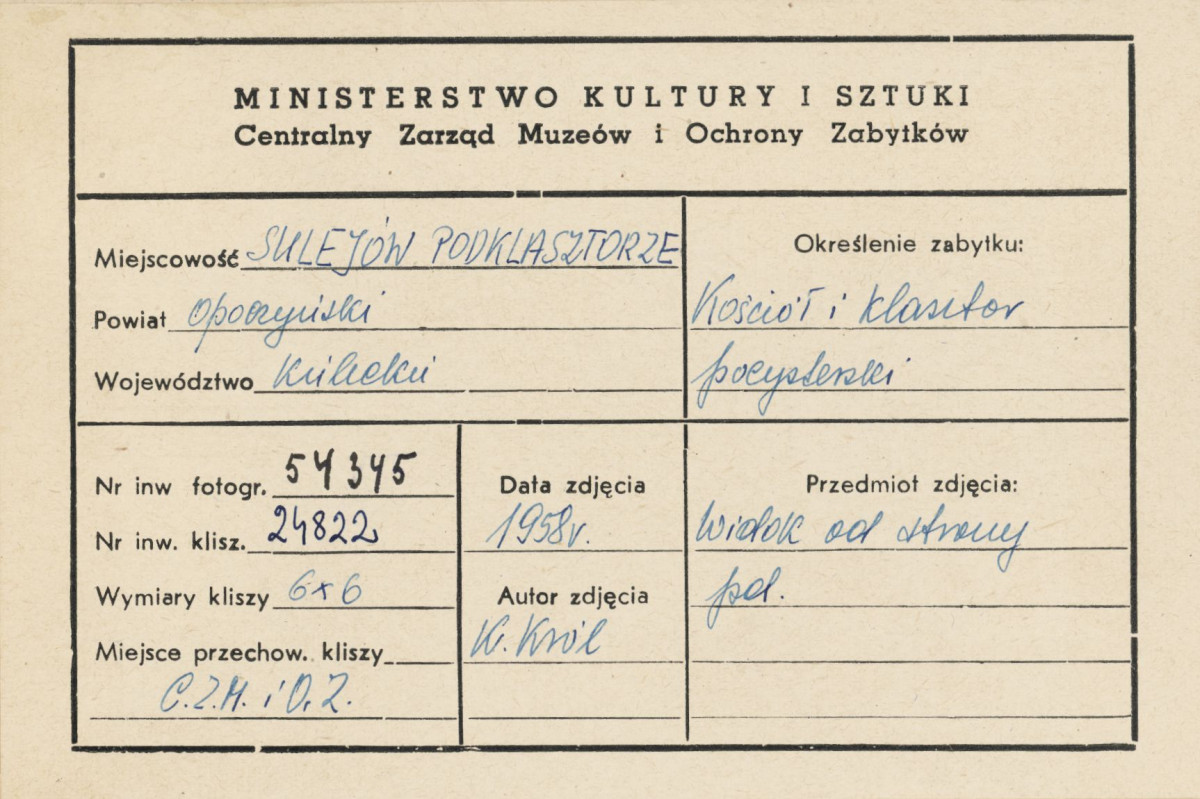 MINISTERSTWO KULTURY I SZTUKI
Centralny Zarząd Muzeów i Ochrony Zabytków
Miejscowość SULEJÓW PODKLASZTORZE
Powiat opoczyński
Województwo kieleckie
Określenie zabytku:
Kościół i klasztor
pocysterski
Nr inw fotogr. 54345
Nr inw. klisz. 24822
Wymiary kliszy 6x6
Miejsce przechow. kliszy
C.Z.M. i O.Z.
Data zdjęcia
1958r.
Autor zdjęcia
K. Król
Przedmiot zdjęcia:
Widok od strony
pd.